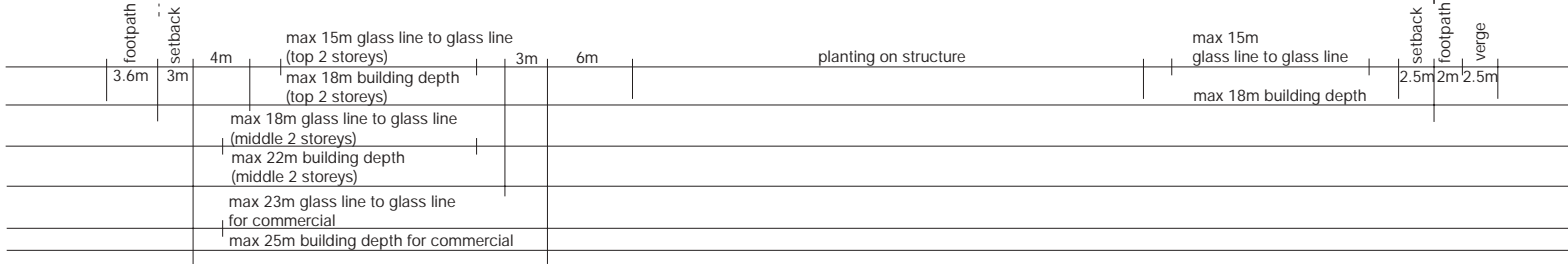 footpath
setback
4m
max 15m glass line to glass line
(top 2 storeys)
3m
6m
planting on structure
max 15m
glass line to glass line
setback
footpath
verge
3.6m
3m
max 18m building depth
(top 2 storeys)
2.5m
2m
2.5m
max 18m building depth
max 18m glass line to glass line
(middle 2 storeys)
max 22m building depth
(middle 2 storeys)
max 23m glass line to glass line
for commercial
max 25m building depth for commercial